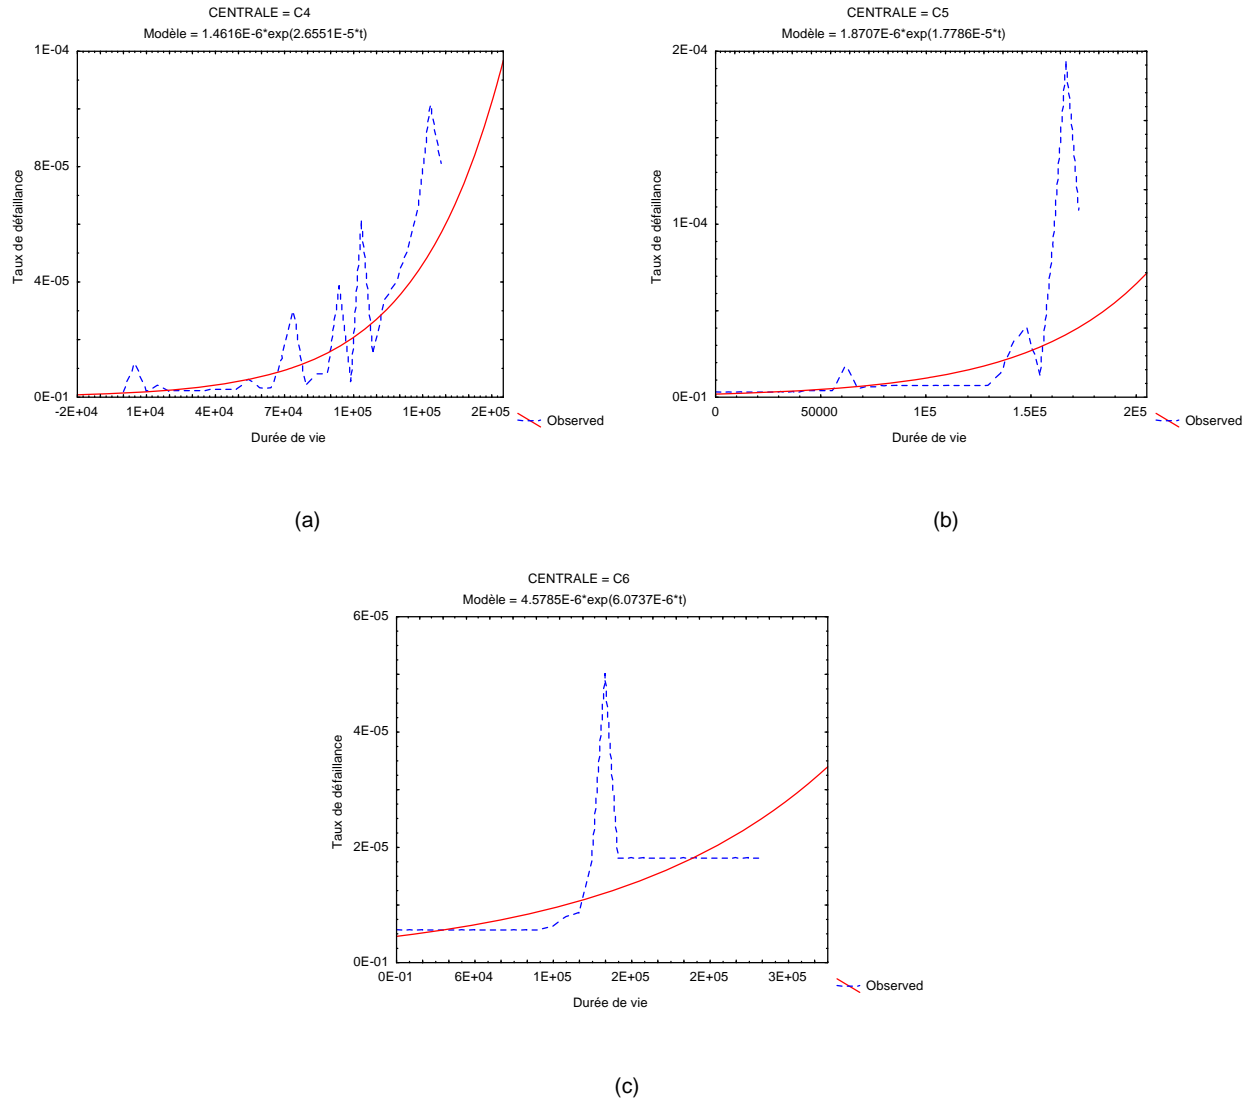 CENTRALE = C4
Modèle = 1.4616E-6*exp(2.6551E-5*t)
1E-04
8E-05
4E-05
0E-01
Taux de défaillance
-2E+04 1E+04 4E+04 7E+04 1E+05 1E+05 2E+05
Durée de vie
Observed
(a)
CENTRALE = C5
Modèle = 1.8707E-6*exp(1.7786E-5*t)
2E-04
1E-04
0E-01
Taux de défaillance
0 50000 1E5 1.5E5 2E5
Durée de vie
Observed
(b)
CENTRALE = C6
Modèle = 4.5785E-6*exp(6.0737E-6*t)
6E-05
4E-05
2E-05
0E-01
Taux de défaillance
0E-01 6E+04 1E+05 2E+05 2E+05 3E+05
Durée de vie
Observed
(c)